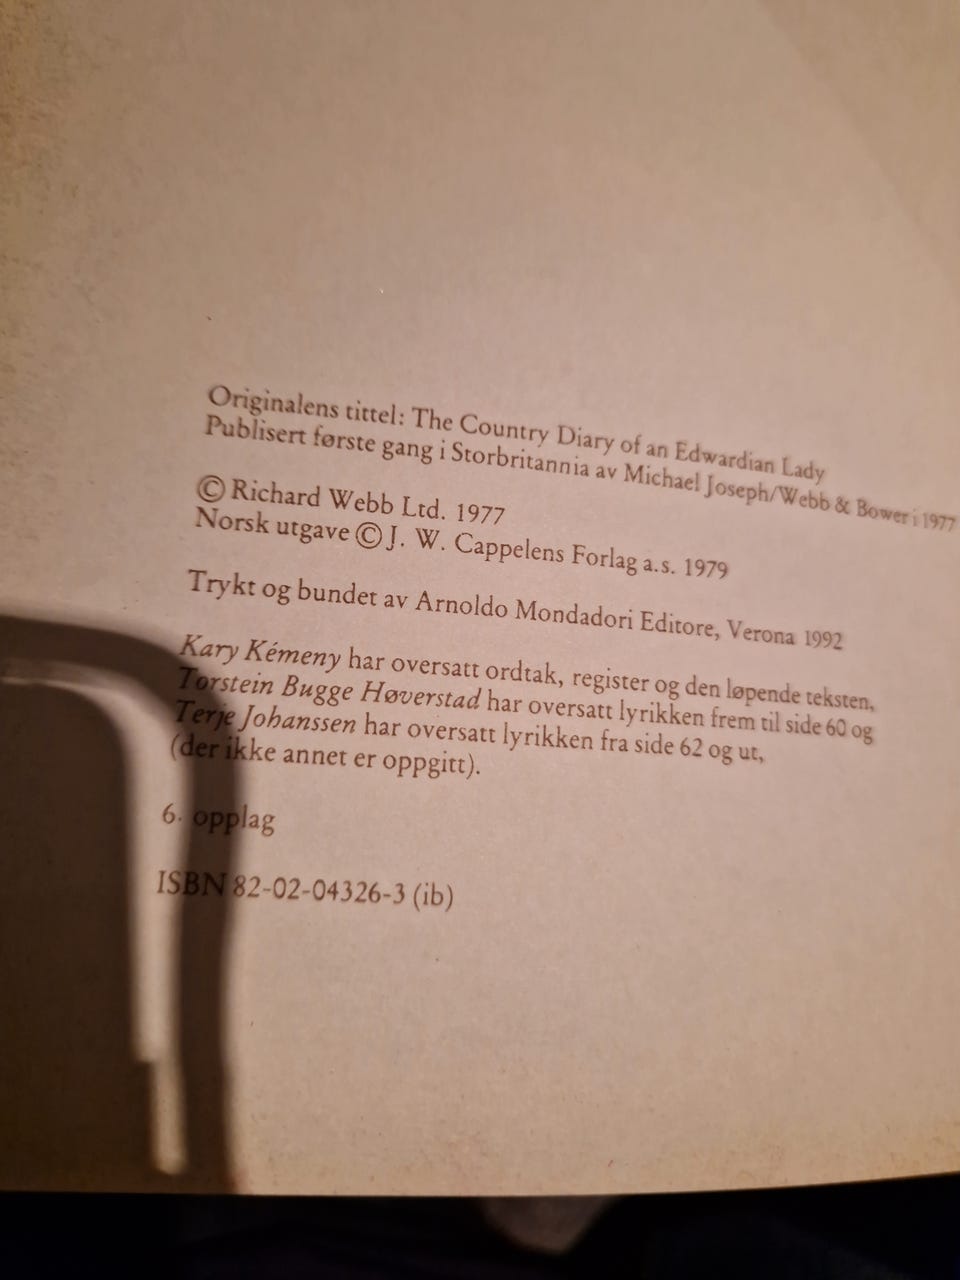 Originalens tittel: The Country Diary of an Edwardian Lady
Publisert første gang i Storbritannia av Michael Joseph/Webb & Bower i 1977
© Richard Webb Ltd. 1977
Norsk utgave © J. W. Cappelens Forlag a.s. 1979
Trykt og bundet av Arnoldo Mondadori Editore, Verona 1992
Kary Kémeny har oversatt ordtak, register og den løpende teksten,
Torstein Bugge Høverstad har oversatt lyrikken frem til side 60 og
Terje Johanssen har oversatt lyrikken fra side 62 og ut,
(der ikke annet er oppgitt).
6. opplag
ISBN 82-02-04326-3 (ib)